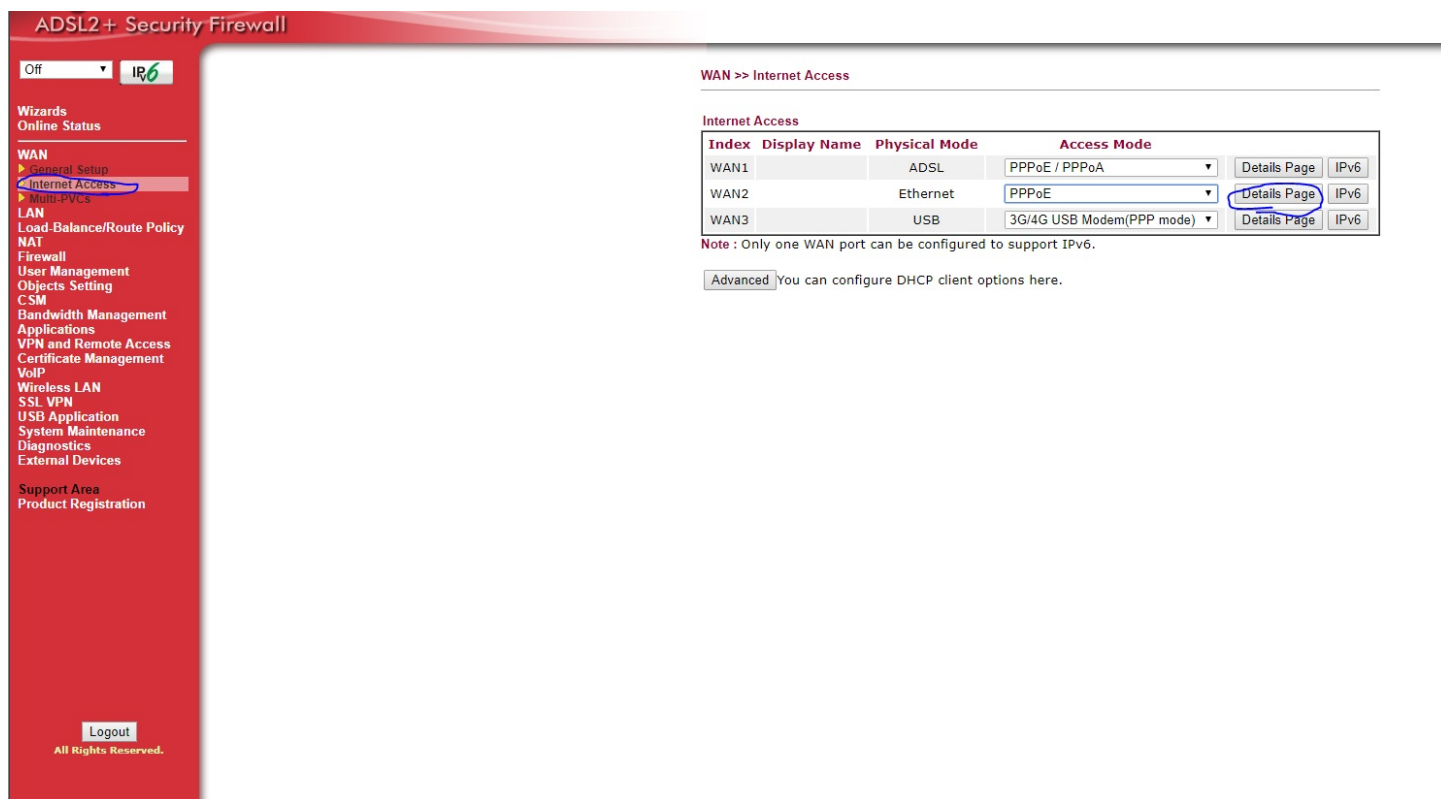 ADSL2+ Security Firewall
Off IPv6
Wizards
Online Status
WAN
General Setup
Internet Access
Multi-PVCs
LAN
Load-Balance/Route Policy
NAT
Firewall
User Management
Objects Setting
CSM
Bandwidth Management
Applications
VPN and Remote Access
Certificate Management
VoIP
Wireless LAN
SSL VPN
USB Application
System Maintenance
Diagnostics
External Devices
Support Area
Product Registration
Logout
All Rights Reserved.
WAN >> Internet Access
Internet Access
Index Display Name Physical Mode Access Mode
WAN1 ADSL PPPoE / PPPoA Details Page IPv6
WAN2 Ethernet PPPoE Details Page IPv6
WAN3 USB 3G/4G USB Modem(PPP mode) Details Page IPv6
Note : Only one WAN port can be configured to support IPv6.
Advanced You can configure DHCP client options here.